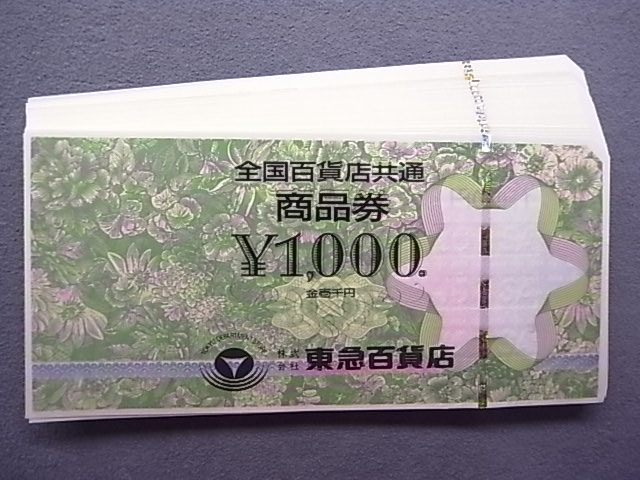 全国百貨店共通
商品券
¥1,000.
金壱千円
株式会社 東急百貨店